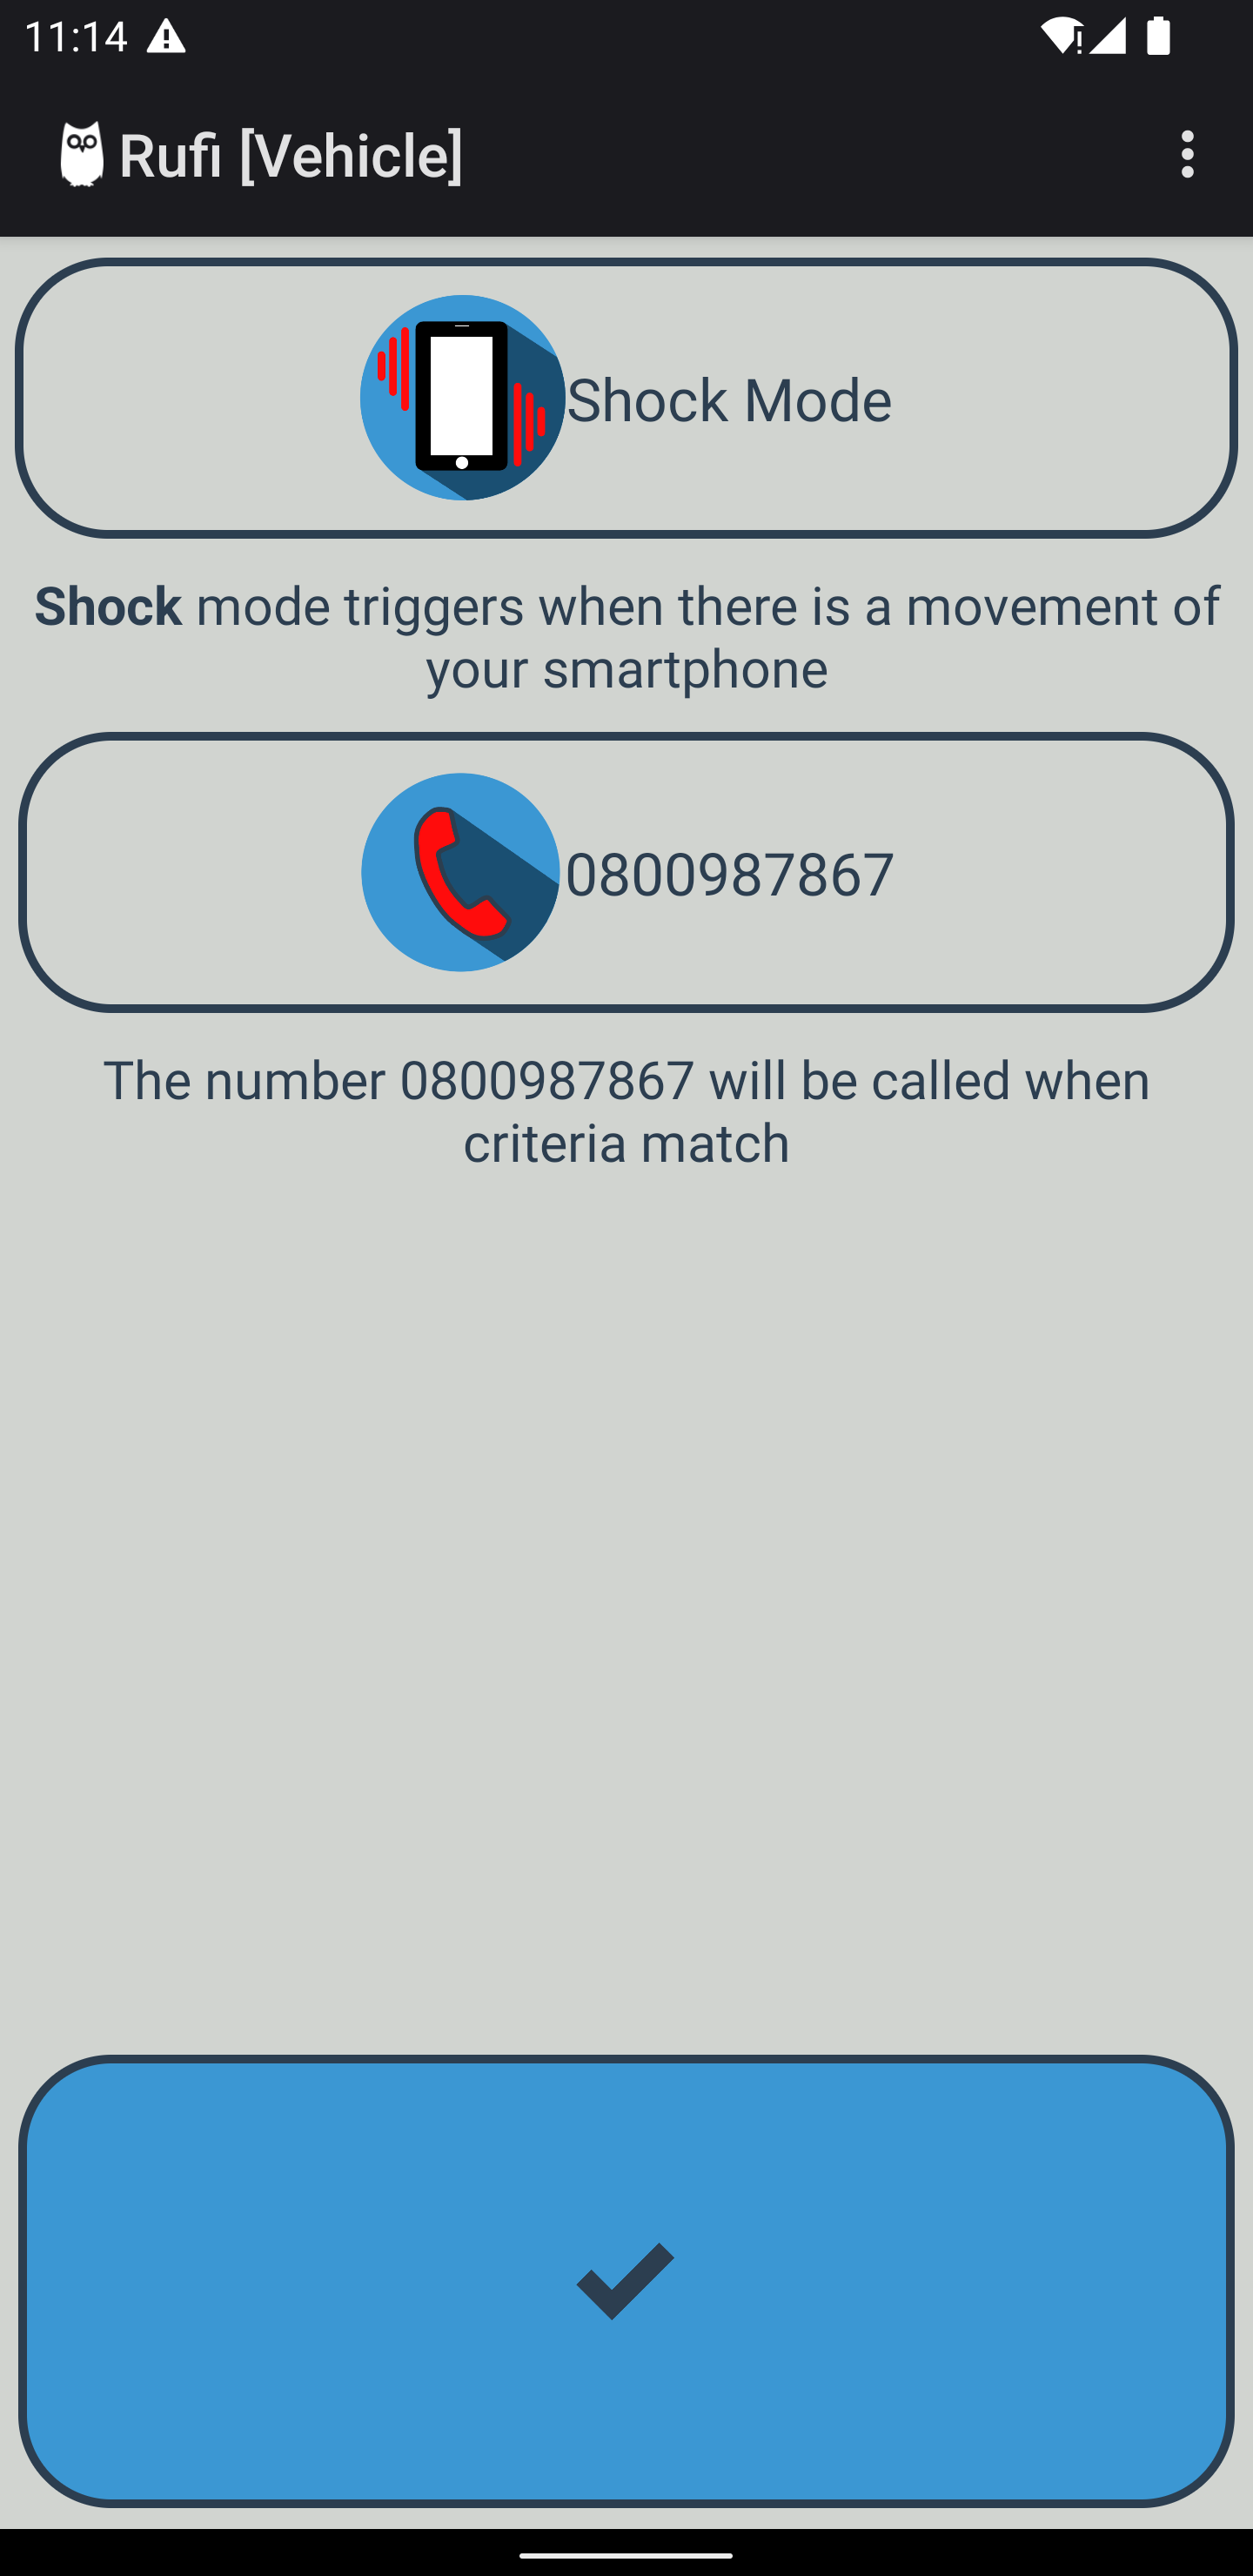 11:14
Rufi [Vehicle]
Shock Mode
Shock mode triggers when there is a movement of
your smartphone
0800987867
The number 0800987867 will be called when
criteria match